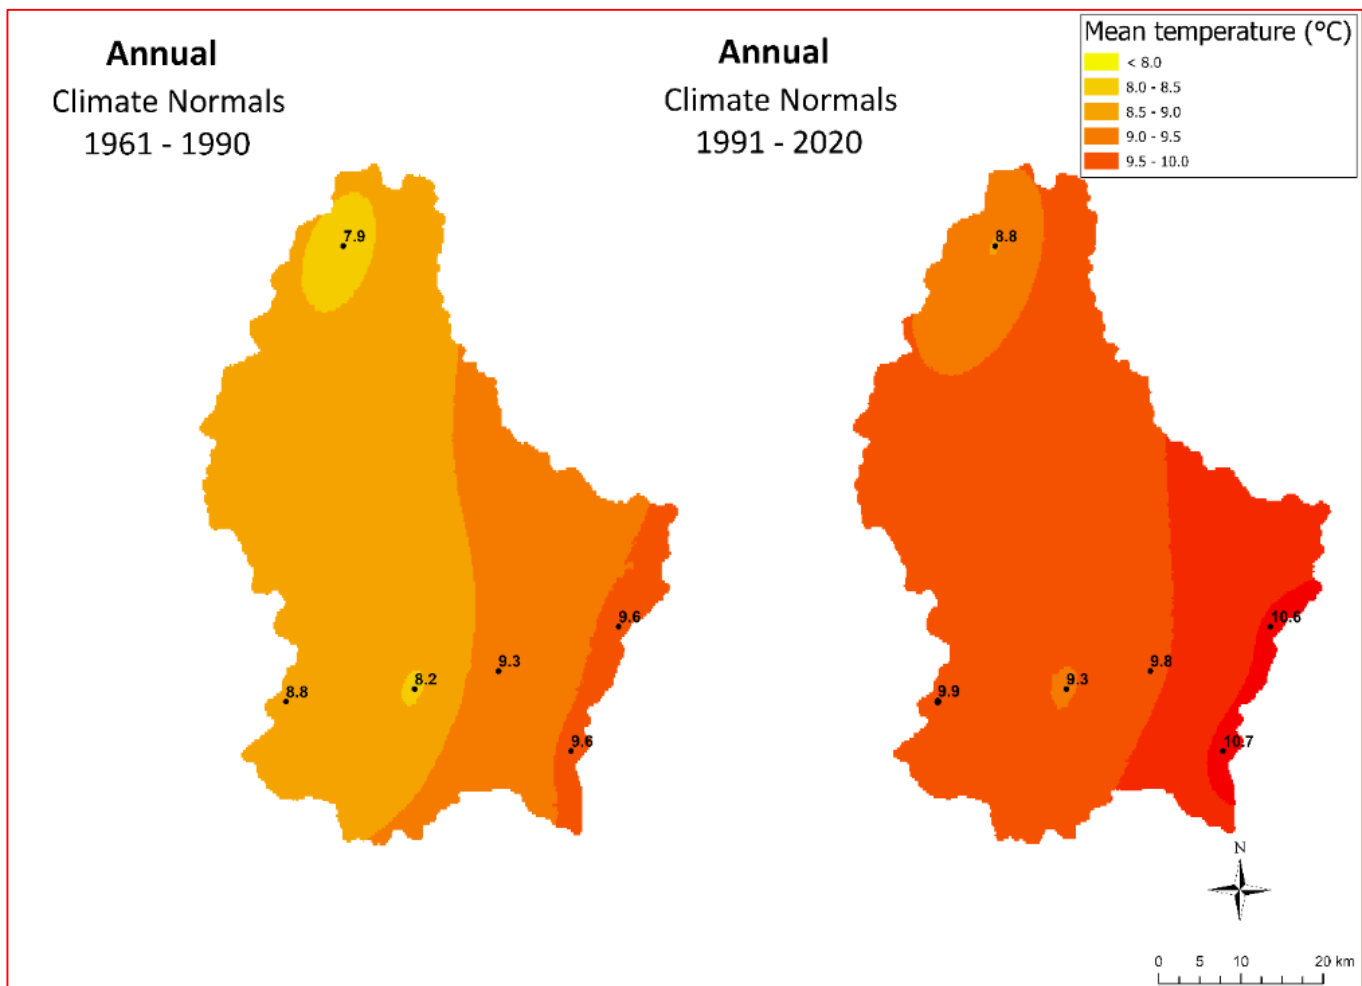 Annual
Climate Normals
1961 - 1990
Annual
Climate Normals
1991 - 2020
Mean temperature (°C)
< 8.0
8.0 - 8.5
8.5 - 9.0
9.0 - 9.5
9.5 - 10.0
7.9
9.6
9.3
8.2
8.8
9.6
8.8
10.6
9.8
9.3
9.9
10.7
N
0 5 10 20 km